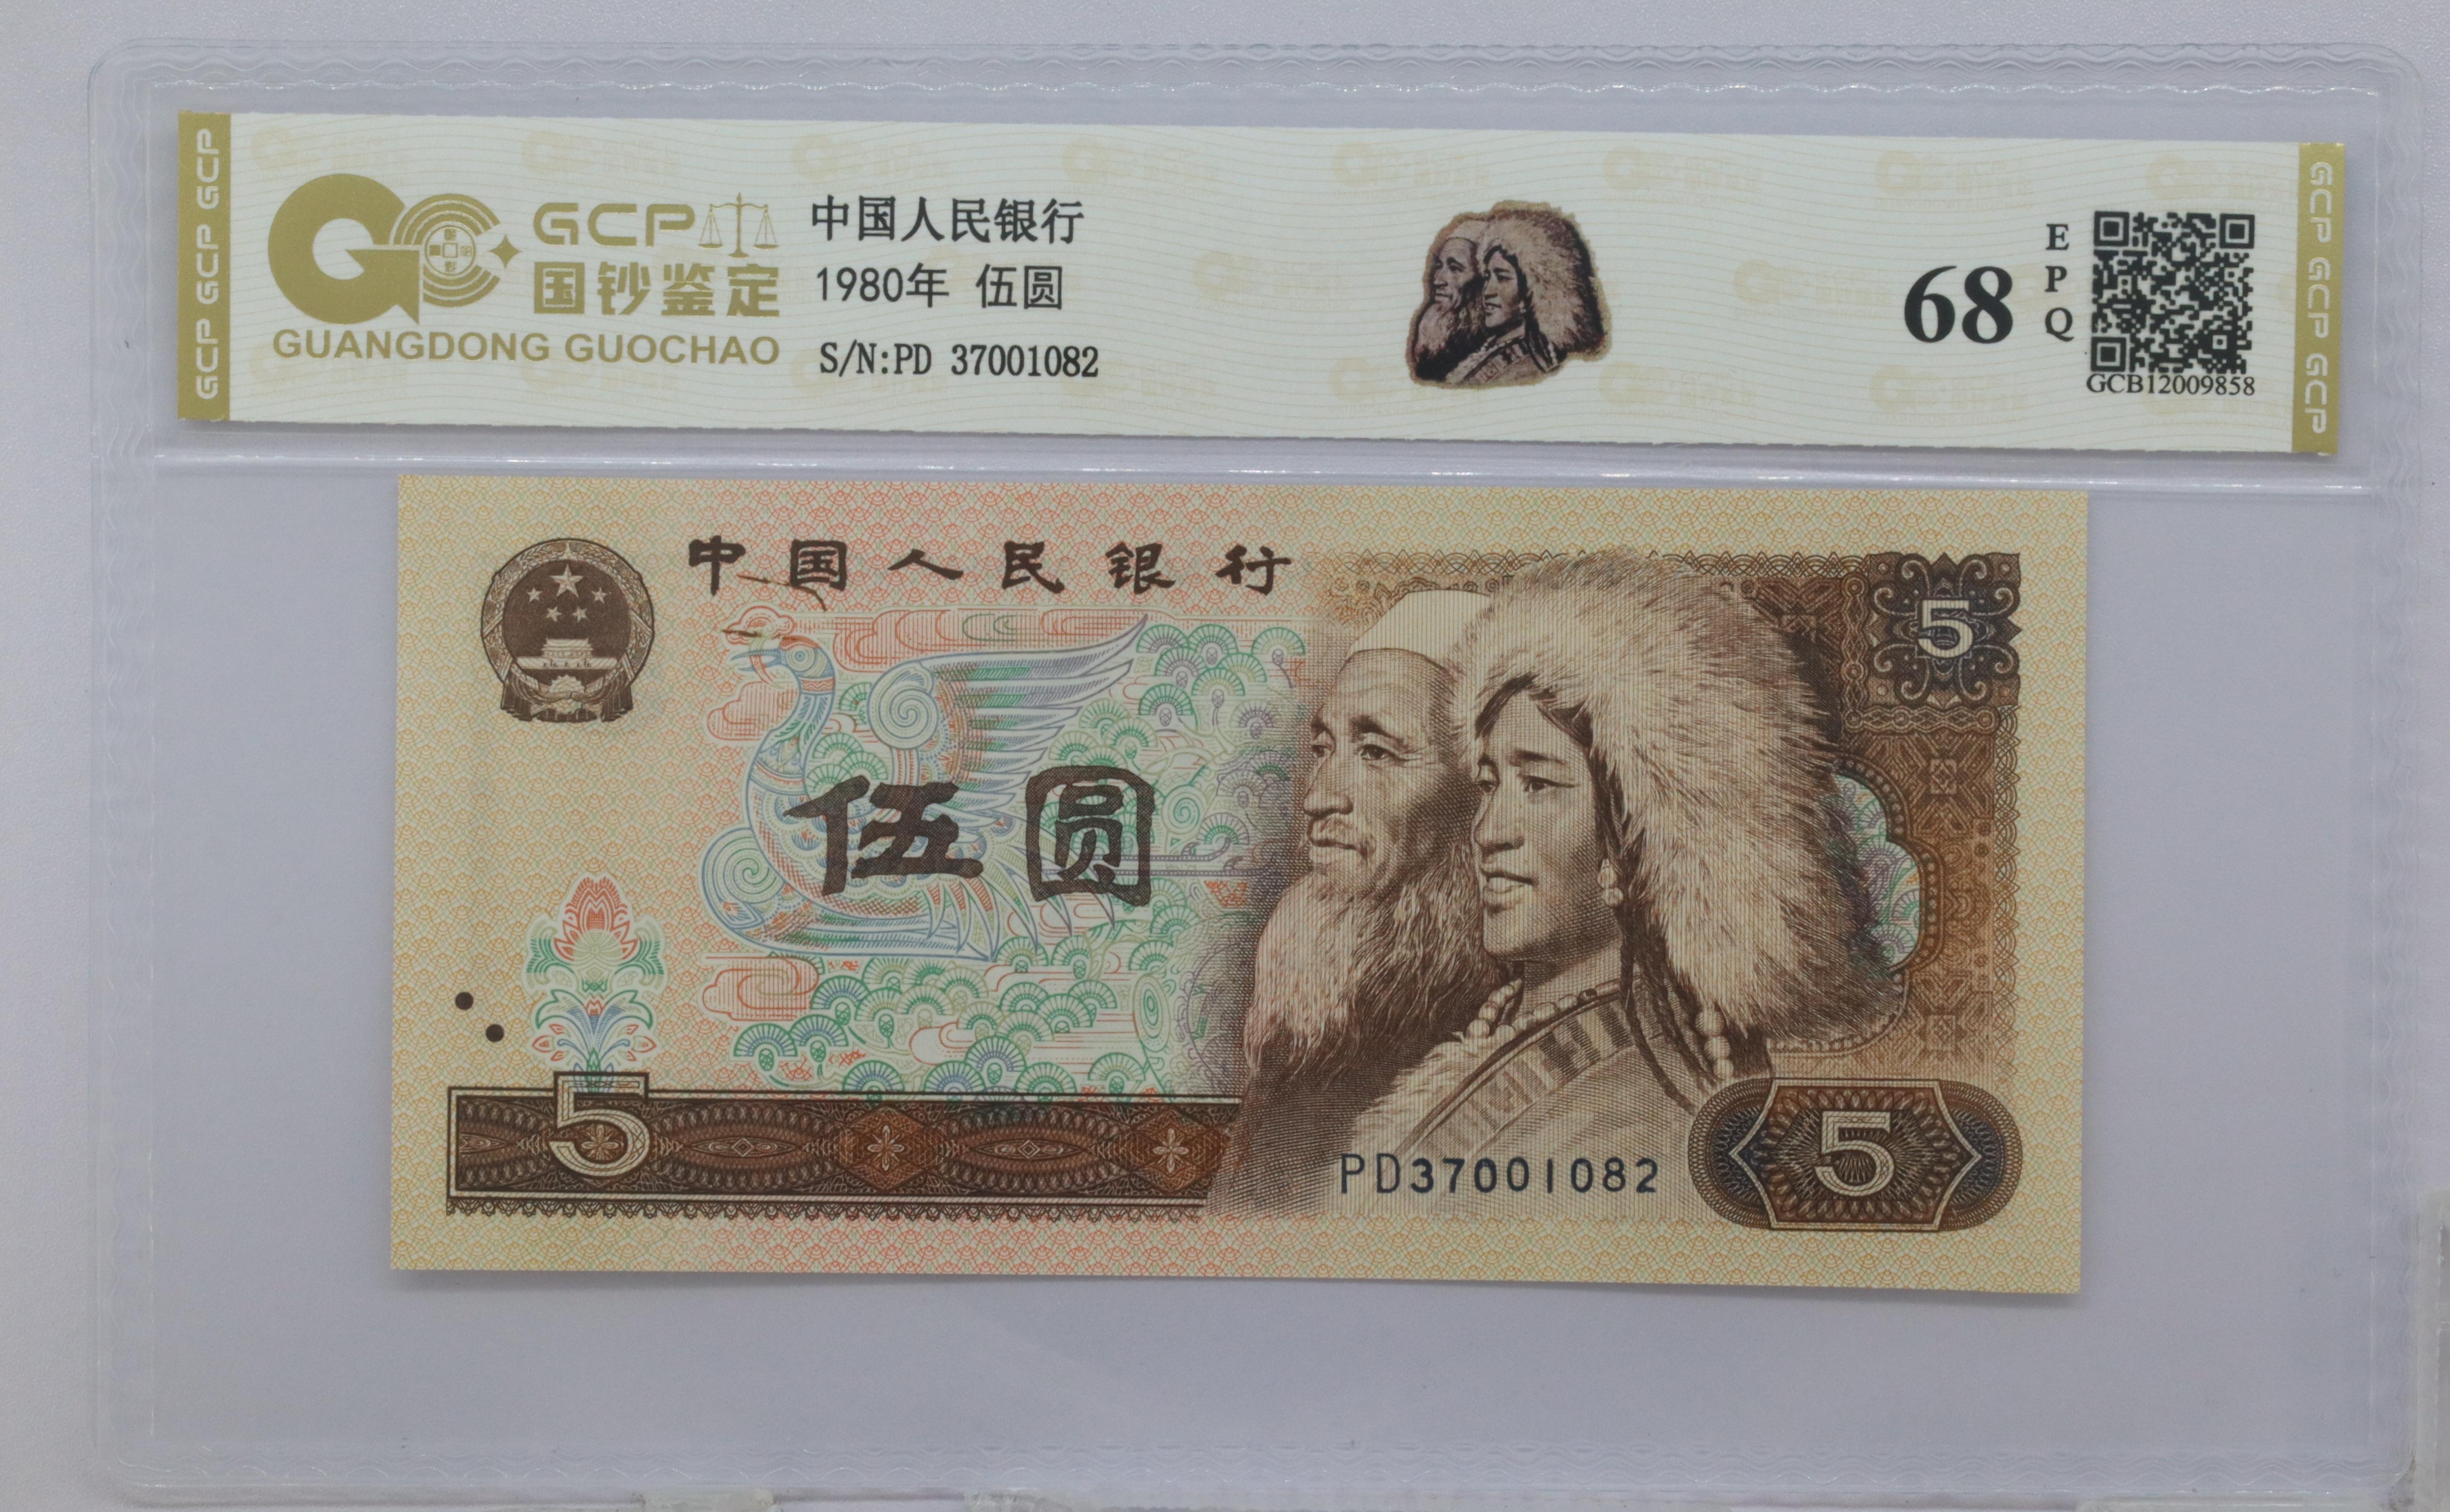 GCP GCP GCP
GCP
国钞鉴定
GUANGDONG GUOCHAO
中国人民银行
1980年 伍圆
S/N:PD 37001082
68
E
P
Q
GCB12009858
GCP GCP GCP
中国人民银行
5
伍圆
5
PD37001082
5